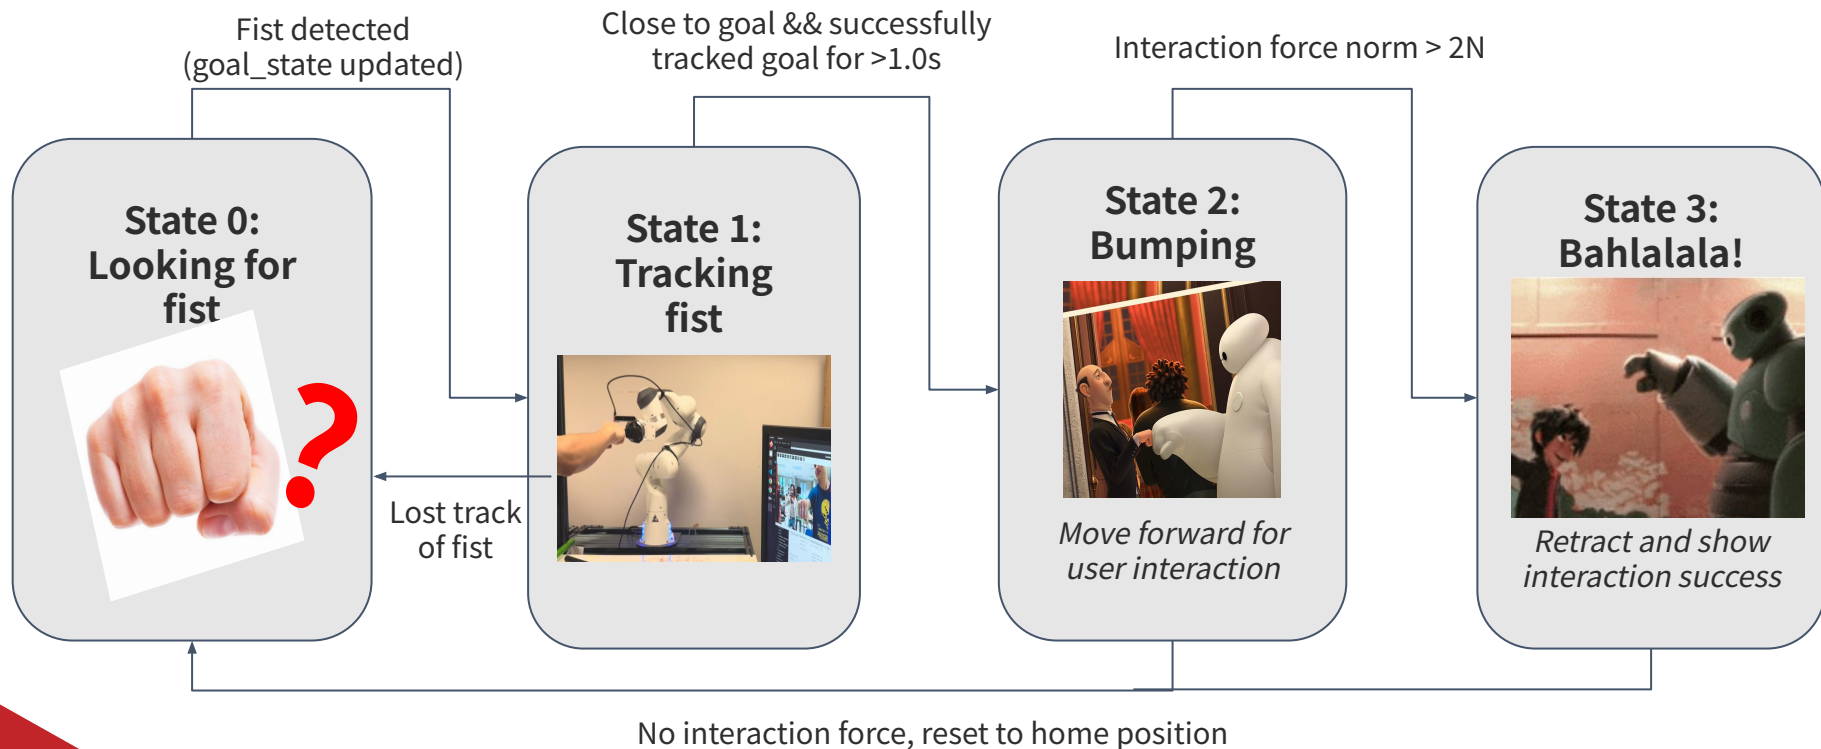 Fist detected
(goal_state updated)
Close to goal && successfully
tracked goal for >1.0s
Interaction force norm > 2N
State 0:
Looking for
fist
?
Lost track
of fist
State 1:
Tracking
fist
State 2:
Bumping
Move forward for
user interaction
State 3:
Bahlalala!
Retract and show
interaction success
No interaction force, reset to home position